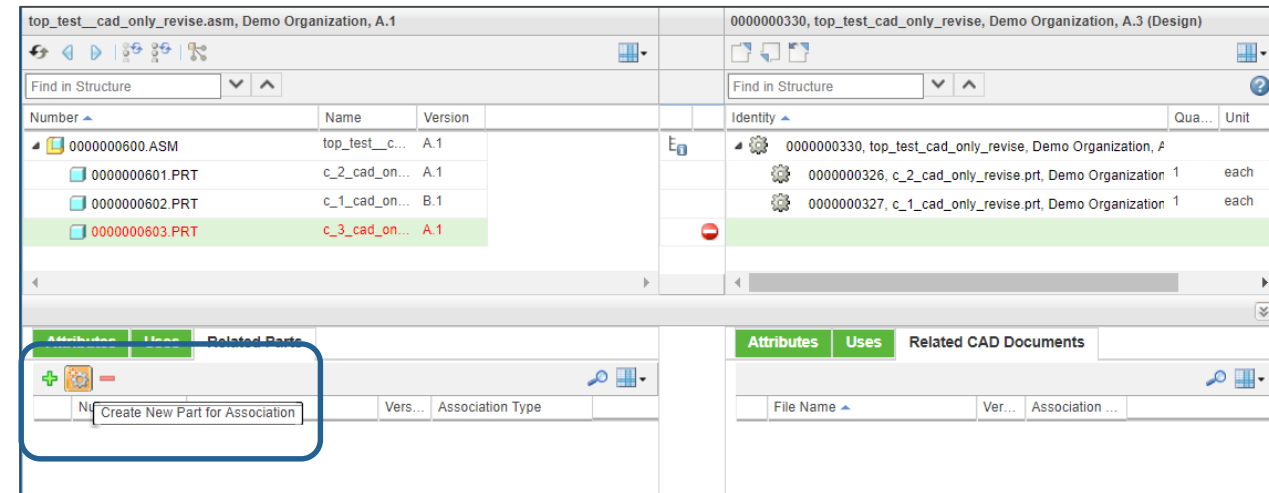 top_test__cad_only_revise.asm, Demo Organization, A.1
0000000330, top_test_cad_only_revise, Demo Organization, A.3 (Design)
Find in Structure
Find in Structure
Number Name Version
Identity Qua... Unit
0000000600.ASM top_test__c... A.1
0000000330, top_test_cad_only_revise, Demo Organization, A
0000000601.PRT c_2_cad_on... A.1
0000000326, c_2_cad_only_revise.prt, Demo Organization 1 each
0000000602.PRT c_1_cad_on... B.1
0000000327, c_1_cad_only_revise.prt, Demo Organization 1 each
0000000603.PRT c_3_cad_on... A.1
Attributes Uses Related Parts
Attributes Uses Related CAD Documents
Vers... Association Type
Create New Part for Association
File Name Ver... Association ...